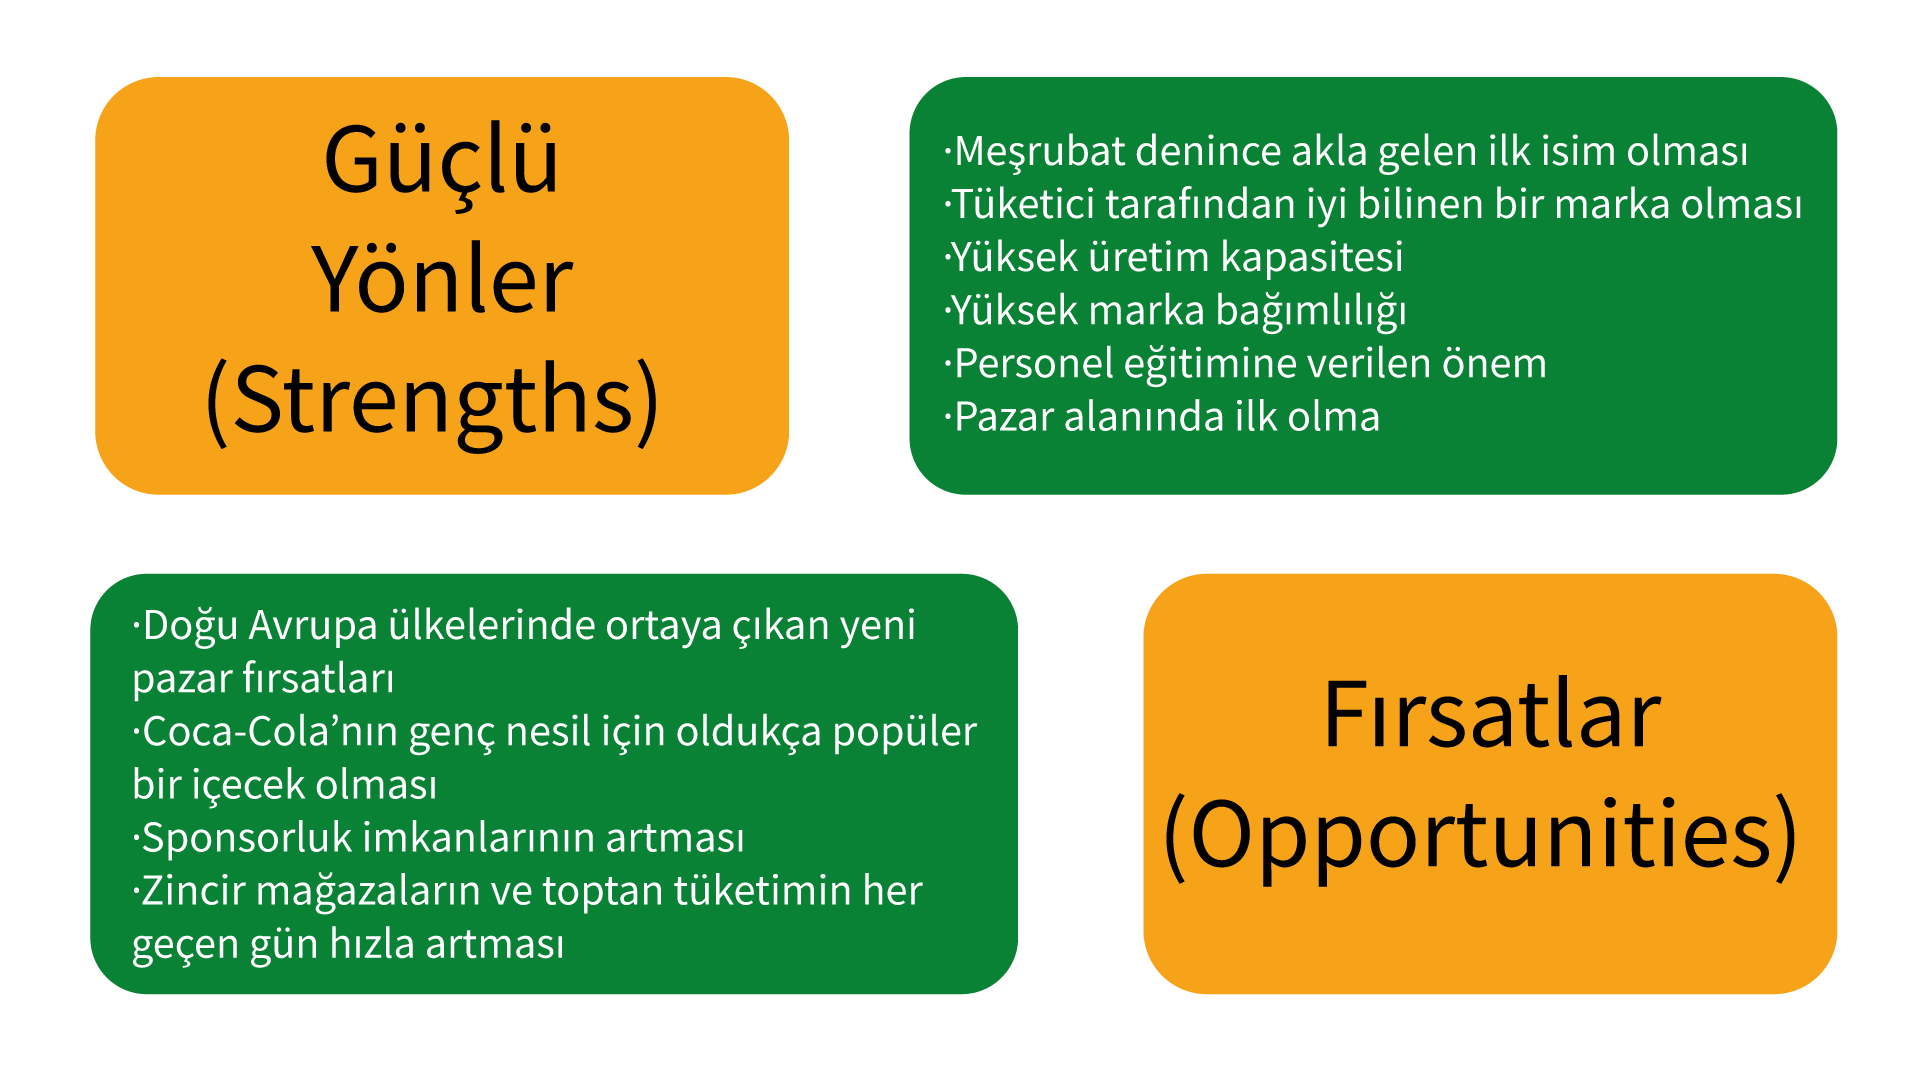 Güçlü
Yönler
(Strengths)
·Meşrubat denince akla gelen ilk isim olması
·Tüketici tarafından iyi bilinen bir marka olması
·Yüksek üretim kapasitesi
·Yüksek marka bağımlılığı
·Personel eğitimine verilen önem
·Pazar alanında ilk olma
·Doğu Avrupa ülkelerinde ortaya çıkan yeni
pazar fırsatları
·Coca-Cola’nın genç nesil için oldukça popüler
bir içecek olması
·Sponsorluk imkanlarının artması
·Zincir mağazaların ve toptan tüketimin her
geçen gün hızla artması
Fırsatlar
(Opportunities)